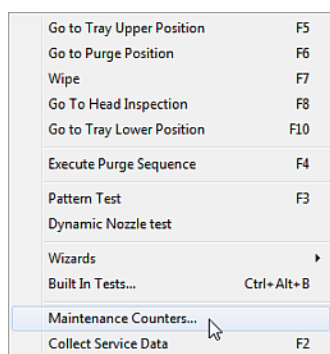 Go to Tray Upper Position F5
Go to Purge Position F6
Wipe F7
Go To Head Inspection F8
Go to Tray Lower Position F10
Execute Purge Sequence F4
Pattern Test F3
Dynamic Nozzle test
Wizards
Built In Tests... Ctrl+Alt+B
Maintenance Counters...
Collect Service Data F2